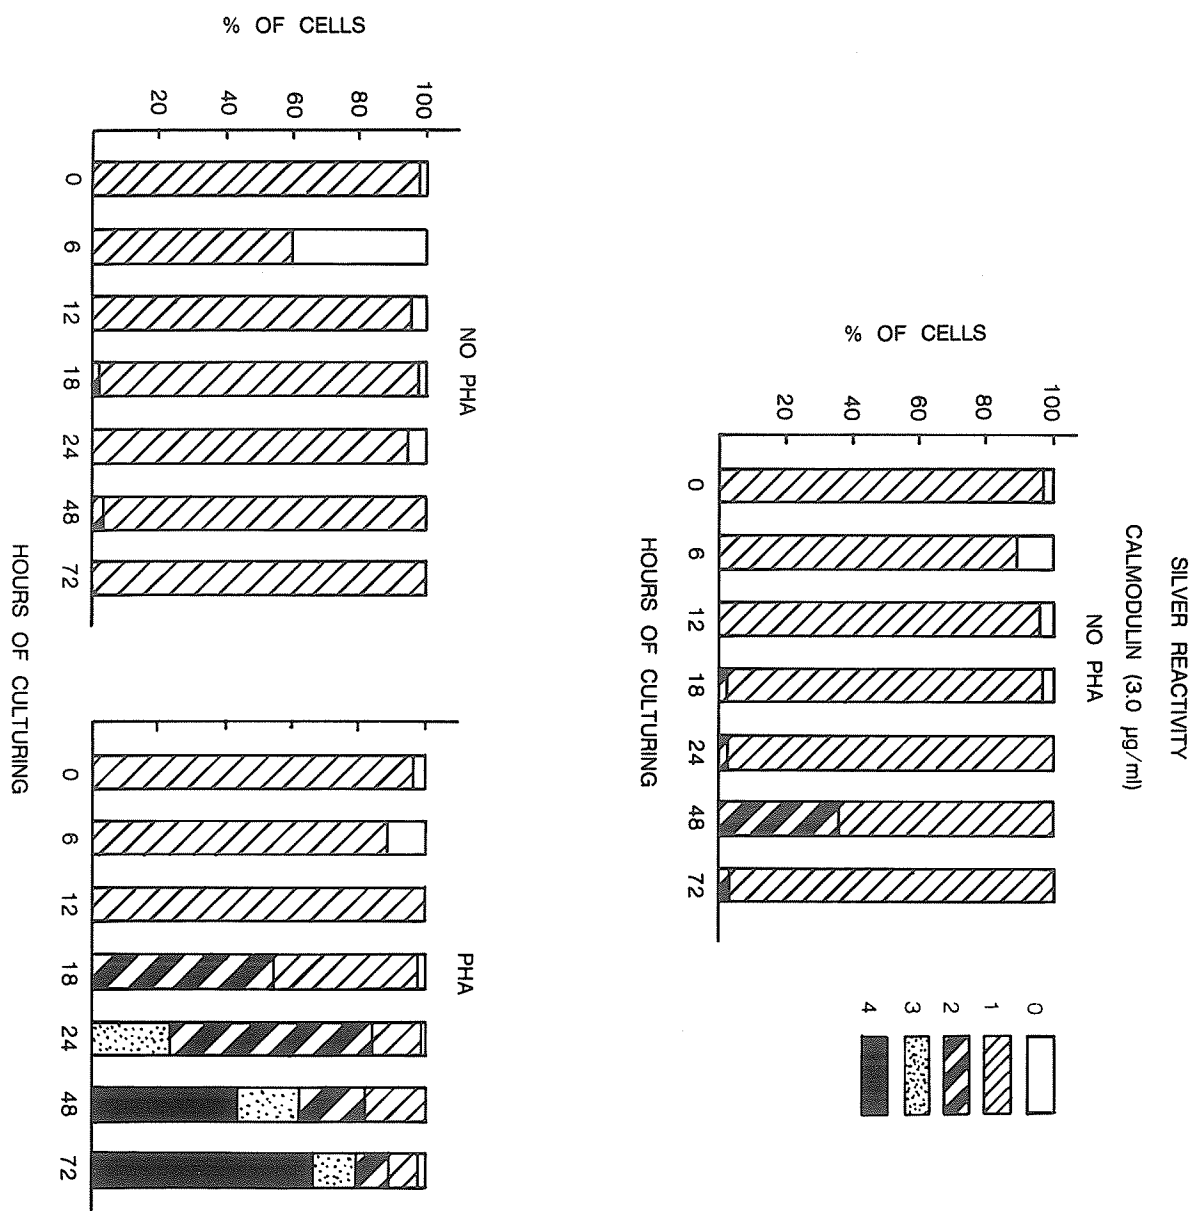 SILVER REACTIVITY
CALMODULIN (3.0 µg/ml)
NO PHA
% OF CELLS
100
80
60
40
20
0 6 12 18 24 48 72
HOURS OF CULTURING
0
1
2
3
4
NO PHA
PHA
% OF CELLS
100
80
60
40
20
0 6 12 18 24 48 72
0 6 12 18 24 48 72
HOURS OF CULTURING